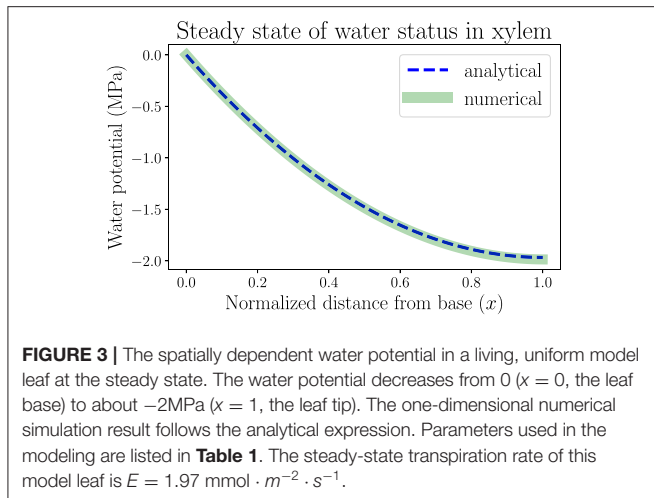 Steady state of water status in xylem
analytical
numerical
Water potential (MPa)
0.0
−0.5
−1.0
−1.5
−2.0
0.0 0.2 0.4 0.6 0.8 1.0
Normalized distance from base (x)
FIGURE 3 | The spatially dependent water potential in a living, uniform model
leaf at the steady state. The water potential decreases from 0 (x = 0, the leaf
base) to about −2MPa (x = 1, the leaf tip). The one-dimensional numerical
simulation result follows the analytical expression. Parameters used in the
modeling are listed in Table 1. The steady-state transpiration rate of this
model leaf is E = 1.97 mmol · m⁻² · s⁻¹.